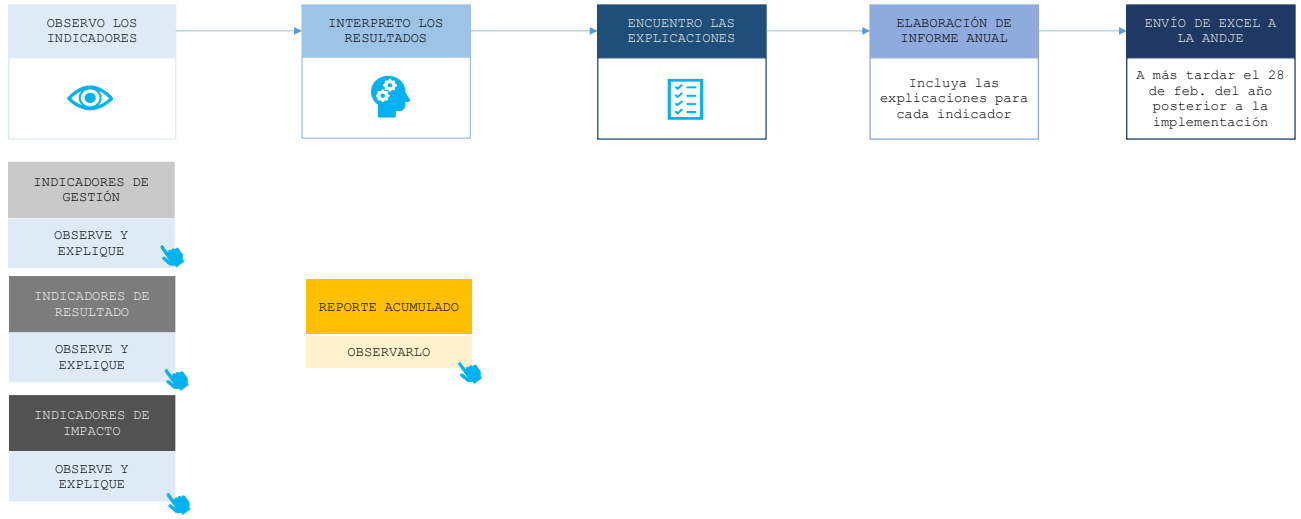 OBSERVO LOS
INDICADORES
INTERPRETO LOS
RESULTADOS
ENCUENTRO LAS
EXPLICACIONES
ELABORACIÓN DE
INFORME ANUAL
Incluya las
explicaciones para
cada indicador
ENVÍO DE EXCEL A
LA ANDJE
A más tardar el 28
de feb. del año
posterior a la
implementación
INDICADORES DE
GESTIÓN
OBSERVE Y
EXPLIQUE
INDICADORES DE
RESULTADO
OBSERVE Y
EXPLIQUE
REPORTE ACUMULADO
OBSERVARLO
INDICADORES DE
IMPACTO
OBSERVE Y
EXPLIQUE